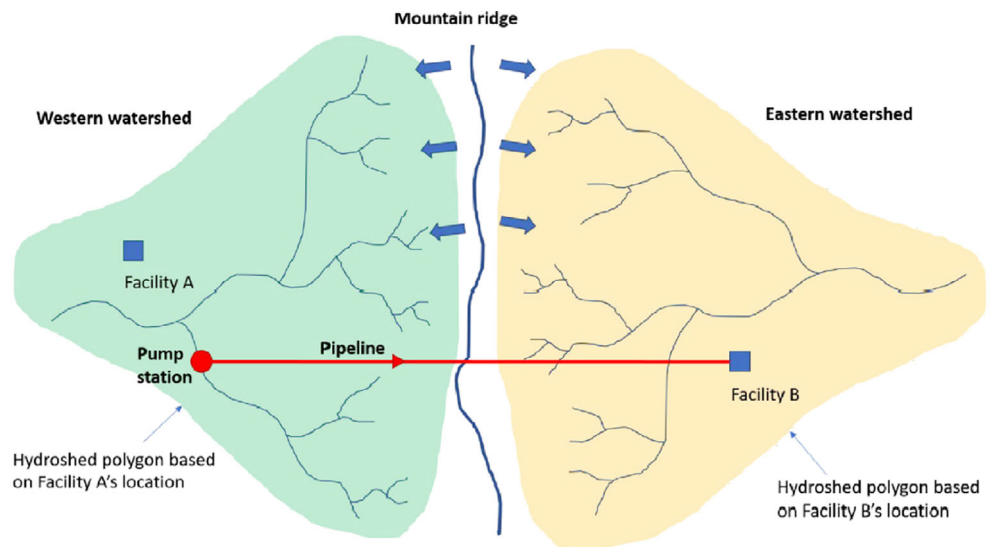 Mountain ridge
Western watershed
Eastern watershed
Facility A
Pipeline
Pump
station
Facility B
Hydroshed polygon based
on Facility A's location
Hydroshed polygon based
on Facility B's location